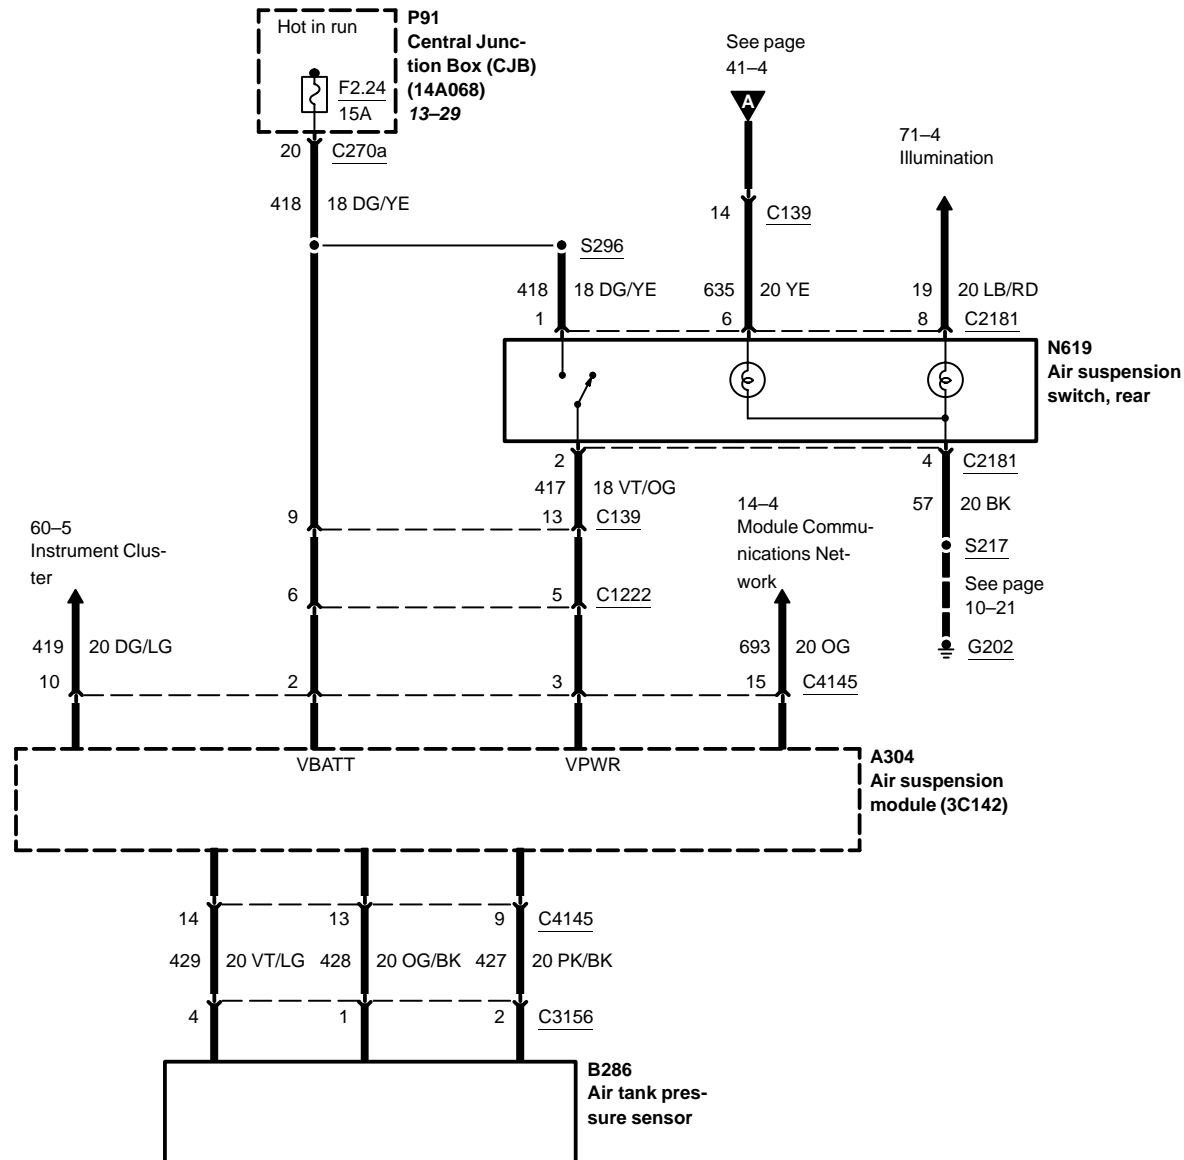 Hot in run
P91
Central Junc-
tion Box (CJB)
(14A068)
13–29
F2.24
15A
20
C270a
418
18 DG/YE
See page
41–4
A
71–4
Illumination
14
C139
S296
418
18 DG/YE
635
20 YE
19
20 LB/RD
1
6
8
C2181
N619
Air suspension
switch, rear
2
4
C2181
417
18 VT/OG
57
20 BK
9
13
C139
14–4
Module Commu-
nications Net-
work
S217
See page
10–21
G202
60–5
Instrument Clus-
ter
6
5
C1222
419
20 DG/LG
693
20 OG
10
2
3
15
C4145
VBATT
VPWR
A304
Air suspension
module (3C142)
14
13
9
C4145
429
20 VT/LG
428
20 OG/BK
427
20 PK/BK
4
1
2
C3156
B286
Air tank pres-
sure sensor